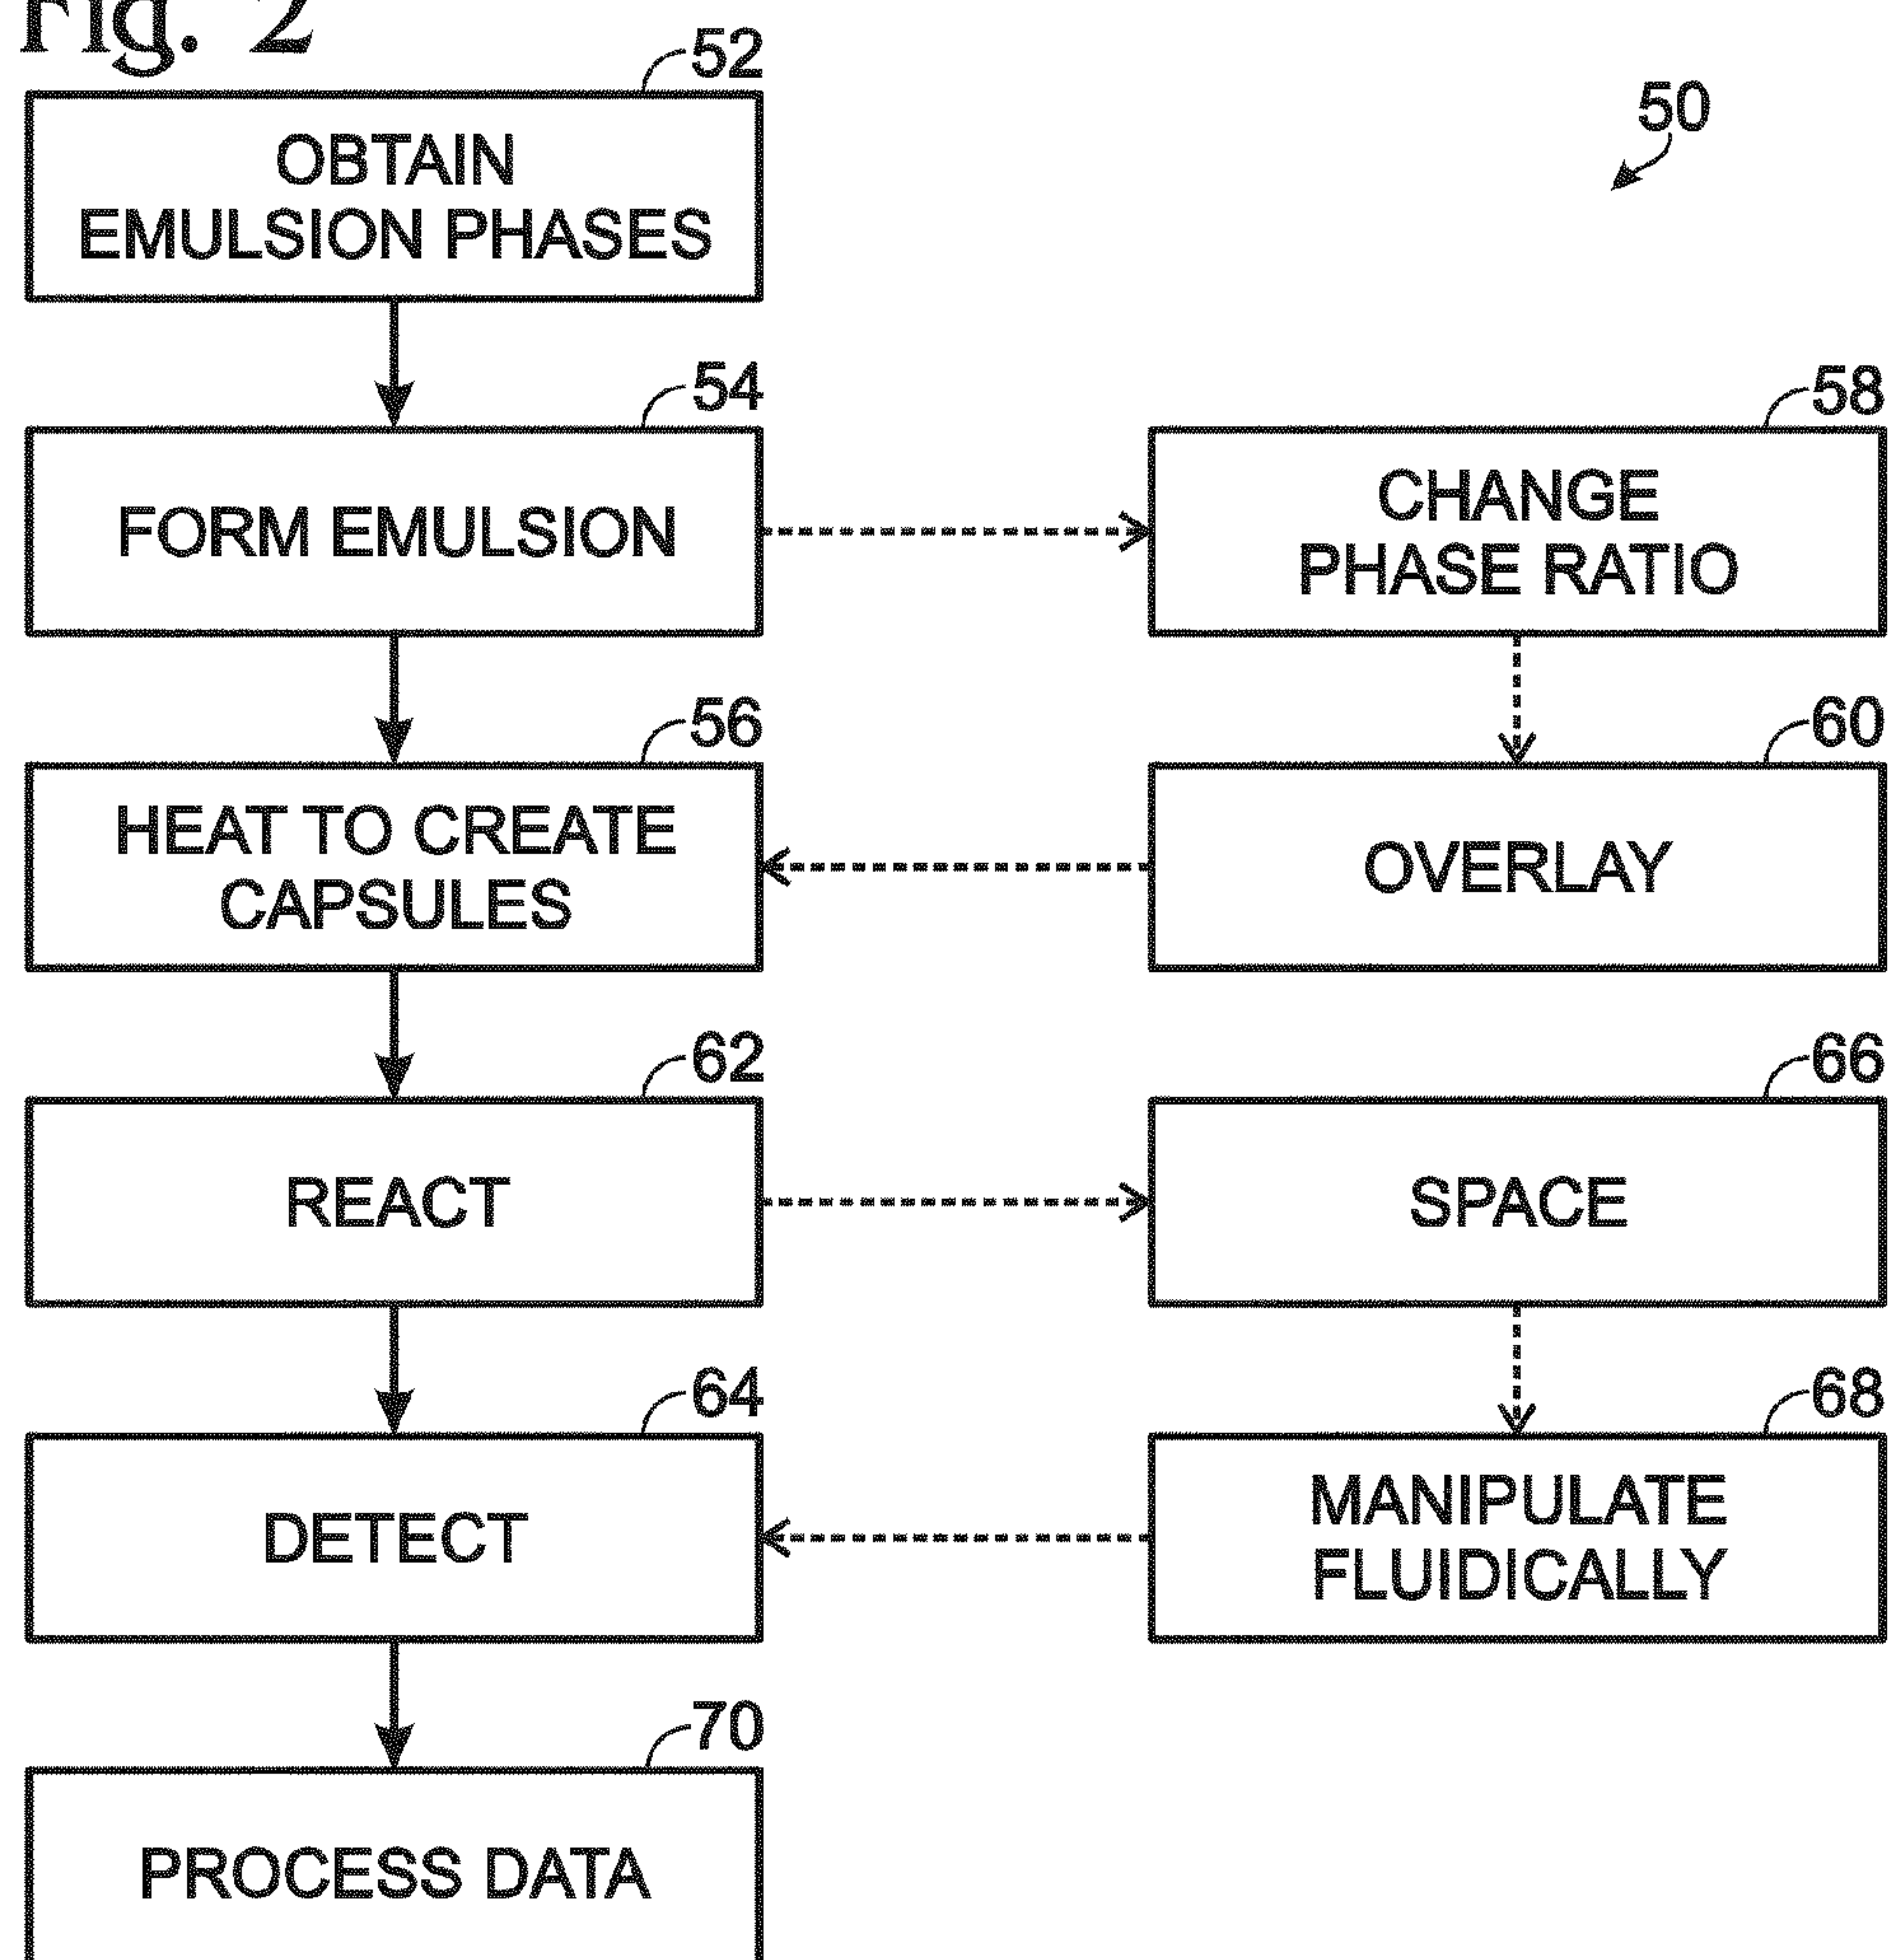 Fig. 2
52
50
OBTAIN
EMULSION PHASES
54
58
FORM EMULSION
CHANGE
PHASE RATIO
56
60
HEAT TO CREATE
CAPSULES
OVERLAY
62
66
REACT
SPACE
64
68
DETECT
MANIPULATE
FLUIDICALLY
70
PROCESS DATA